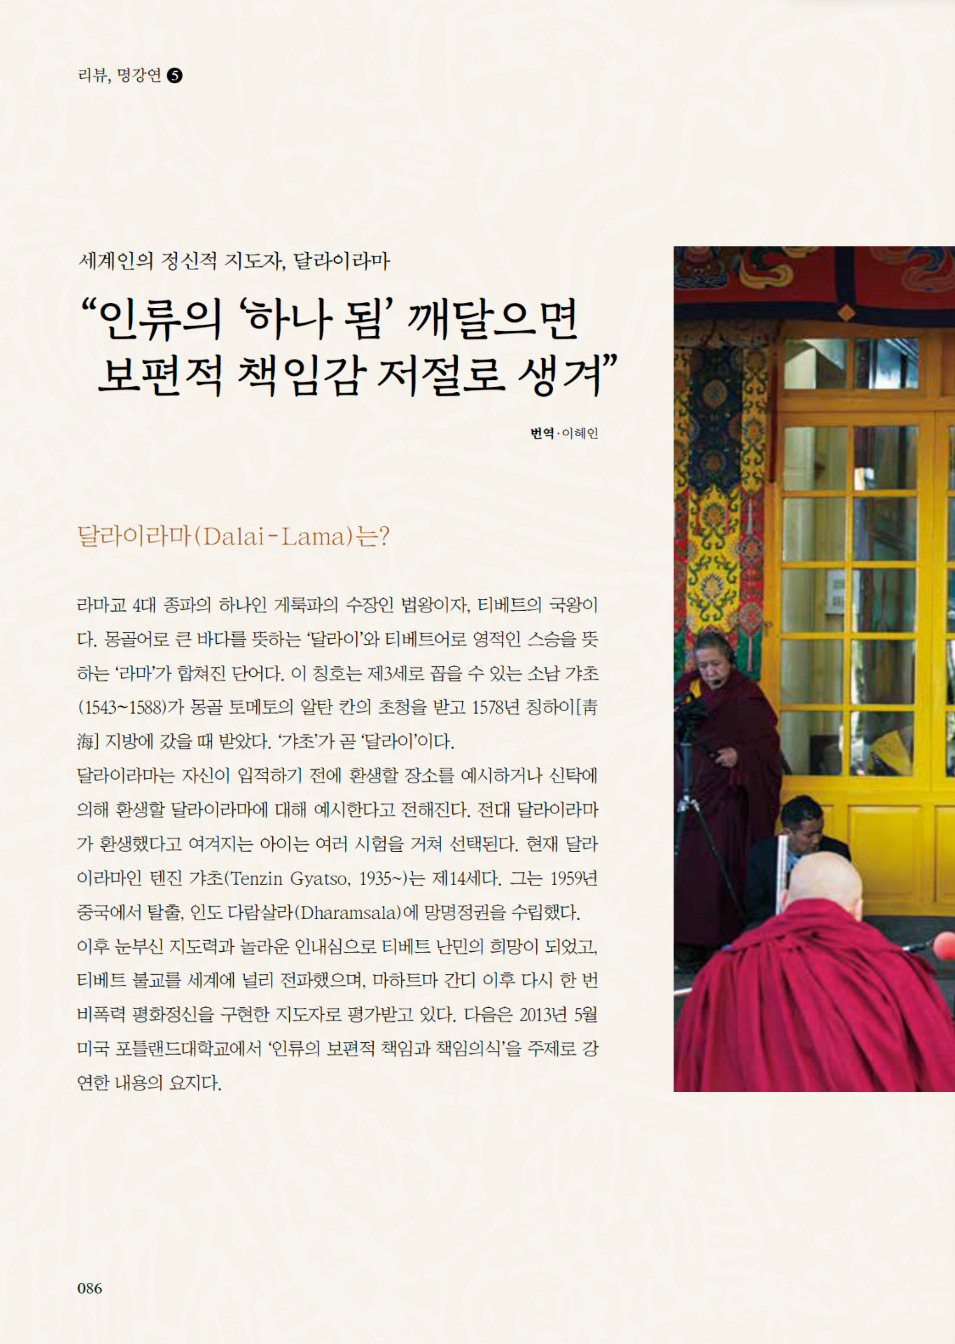 리뷰, 명강연 ❺
세계인의 정신적 지도자, 달라이라마
“인류의 ‘하나 됨’ 깨달으면
보편적 책임감 저절로 생겨”
번역·이혜인
달라이라마(Dalai-Lama)는?
라마교 4대 종파의 하나인 게룩파의 수장인 법왕이자, 티베트의 국왕이
다. 몽골어로 큰 바다를 뜻하는 ‘달라이’와 티베트어로 영적인 스승을 뜻
하는 ‘라마’가 합쳐진 단어다. 이 칭호는 제3세로 꼽을 수 있는 소남 갸초
(1543~1588)가 몽골 토메토의 알탄 칸의 초청을 받고 1578년 칭하이[靑
海] 지방에 갔을 때 받았다. ‘갸초’가 곧 ‘달라이’이다.
달라이라마는 자신이 입적하기 전에 환생할 장소를 예시하거나 신탁에
의해 환생할 달라이라마에 대해 예시한다고 전해진다. 전대 달라이라마
가 환생했다고 여겨지는 아이는 여러 시험을 거쳐 선택된다. 현재 달라
이라마인 텐진 갸초(Tenzin Gyatso, 1935~)는 제14세다. 그는 1959년
중국에서 탈출, 인도 다람살라(Dharamsala)에 망명정권을 수립했다.
이후 눈부신 지도력과 놀라운 인내심으로 티베트 난민의 희망이 되었고,
티베트 불교를 세계에 널리 전파했으며, 마하트마 간디 이후 다시 한 번
비폭력 평화정신을 구현한 지도자로 평가받고 있다. 다음은 2013년 5월
미국 포틀랜드대학교에서 ‘인류의 보편적 책임과 책임의식’을 주제로 강
연한 내용의 요지다.
086